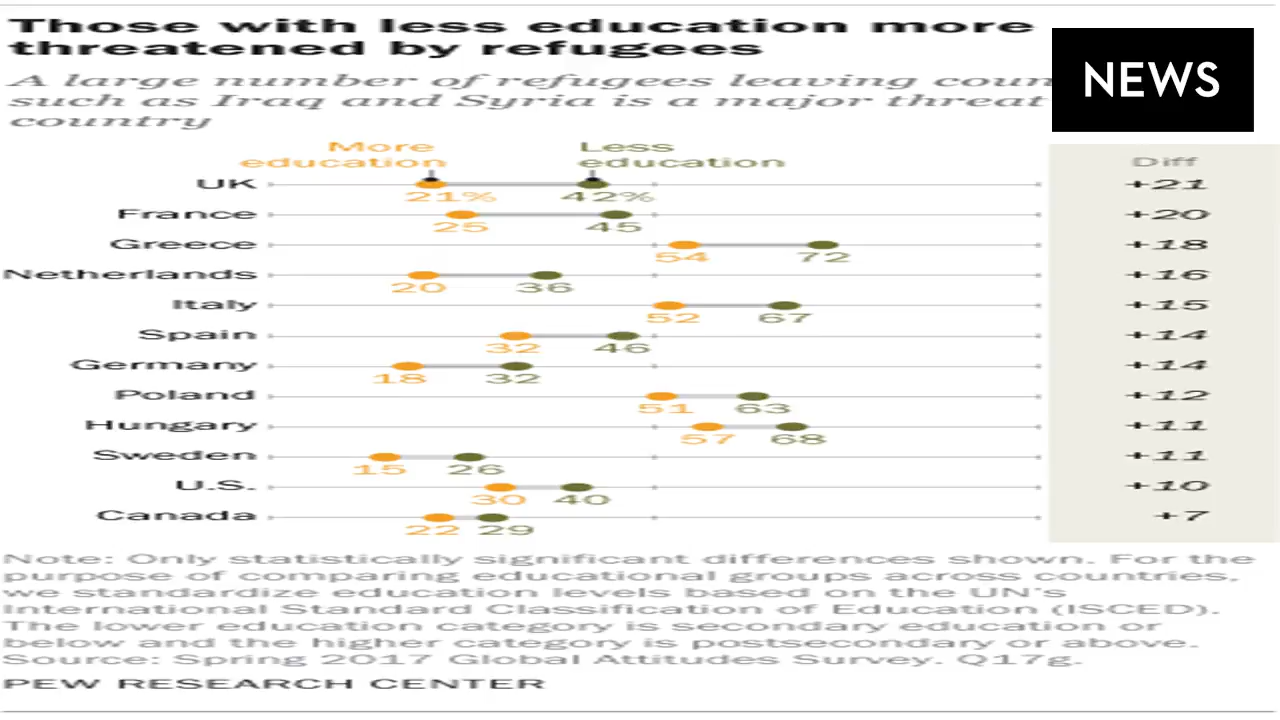 Those with less education more
threatened by refugees
NEWS
A large number of refugees leaving coun
such as Iraq and Syria is a major threat
country
More education
Less education
Diff
UK 21% 42% +21
France 25 45 +20
Greece 54 72 +18
Netherlands 20 36 +16
Italy 52 67 +15
Spain 32 46 +14
Germany 18 32 +14
Poland 51 63 +12
Hungary 57 68 +11
Sweden 15 26 +11
U.S. 30 40 +10
Canada 22 29 +7
Note: Only statistically significant differences shown. For the
purpose of comparing educational groups across countries,
we standardize education levels based on the UN's
International Standard Classification of Education (ISCED).
The lower education category is secondary education or
below and the higher category is postsecondary or above.
Source: Spring 2017 Global Attitudes Survey. Q17g.
PEW RESEARCH CENTER